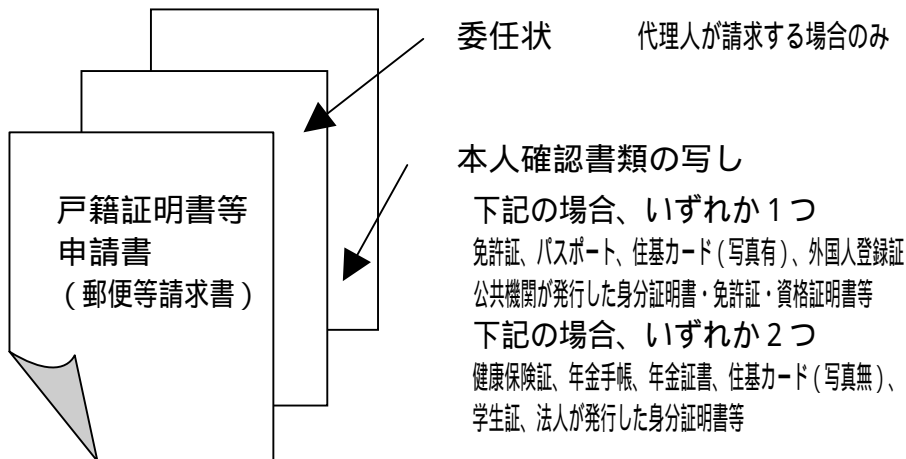 委任状 代理人が請求する場合のみ
本人確認書類の写し
下記の場合、いずれか1つ
免許証、パスポート、住基カード(写真有)、外国人登録証
公共機関が発行した身分証明書・免許証・資格証明書等
下記の場合、いずれか2つ
健康保険証、年金手帳、年金証書、住基カード(写真無)、
学生証、法人が発行した身分証明書等
戸籍証明書等
申請書
(郵便等請求書)